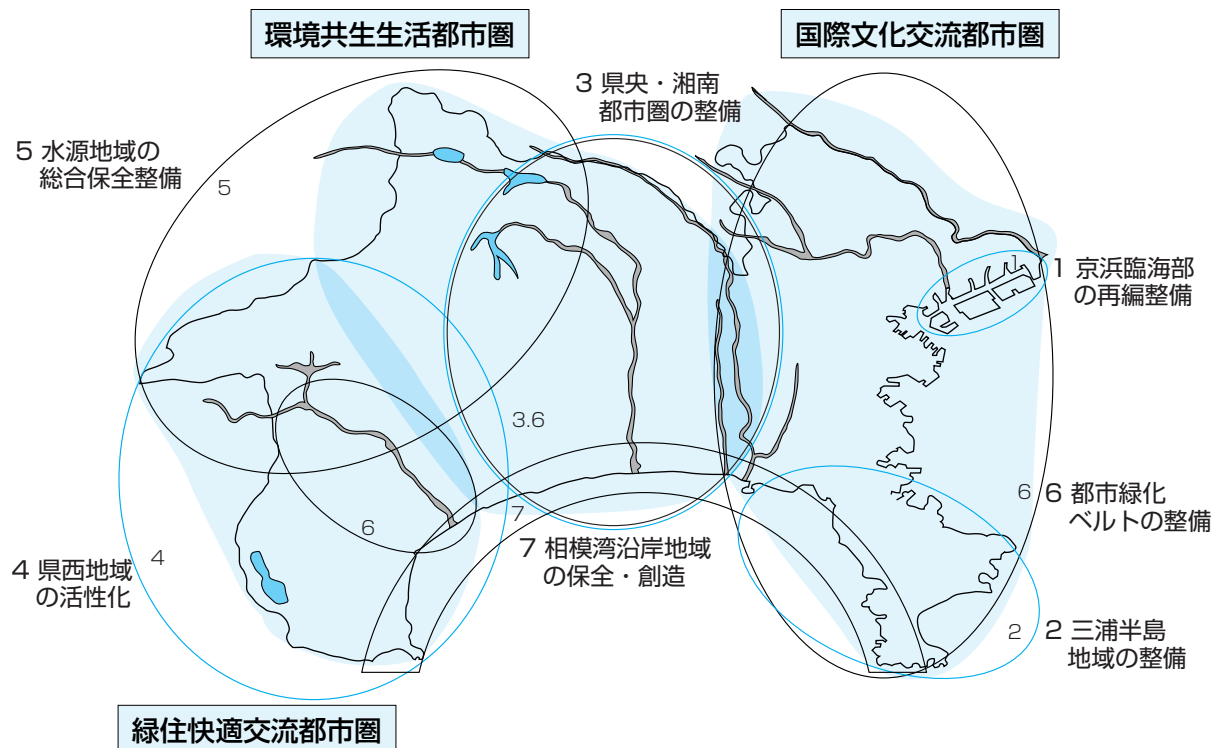 環境共生生活都市圏
国際文化交流都市圏
3 県央・湘南
都市圏の整備
5 水源地域の
総合保全整備
5
1
1 京浜臨海部
の再編整備
3.6
6
6 都市緑化
ベルトの整備
7
6
7 相模湾沿岸地域
の保全・創造
4 県西地域
の活性化
4
2
2 三浦半島
地域の整備
緑住快適交流都市圏